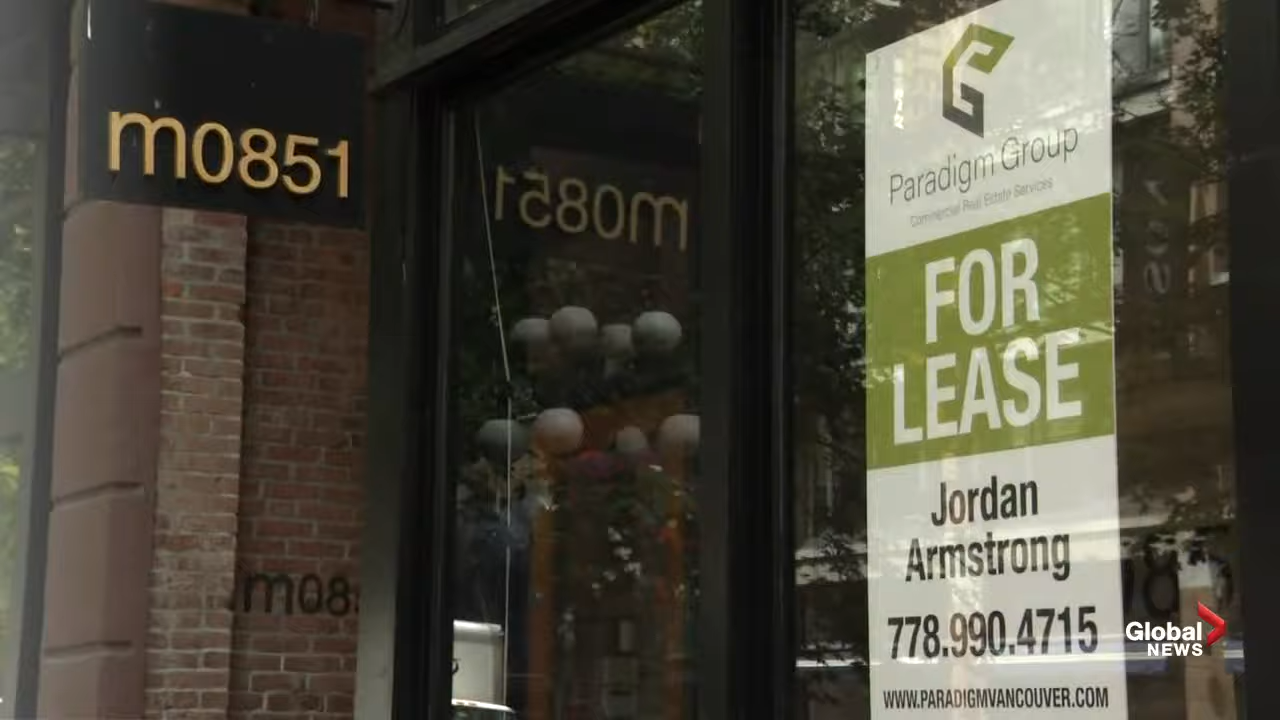 m0851
m0851
Paradigm Group
Commercial Real Estate Services
FOR
LEASE
Jordan
Armstrong
778.990.4715
WWW.PARADIGMVANCOUVER.COM
m085
Global
NEWS